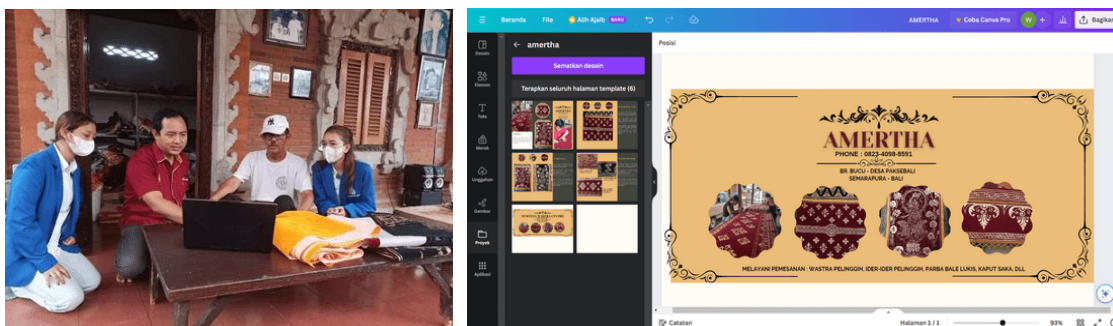 Beranda File Alih Ajaib BARU AMERTHA Coba Canva Pro W + Bagikan
Desain
Elemen
Teks
Merek
Unggahan
Gambar
Proyek
Aplikasi
amertha
Sematkan desain
Terapkan seluruh halaman template (6)
Posisi
AMERTHA
PHONE : 0823-4098-8591
BR. BUCU - DESA PAKSEBALI
SEMARAPURA - BALI
MELAYANI PEMESANAN : WASTRA PELINGGIH, IDER-IDER PELINGGIH, PARBA BALE LUKIS, KAPUT SAKA, DLL
Catatan Halaman 1 / 1 93%